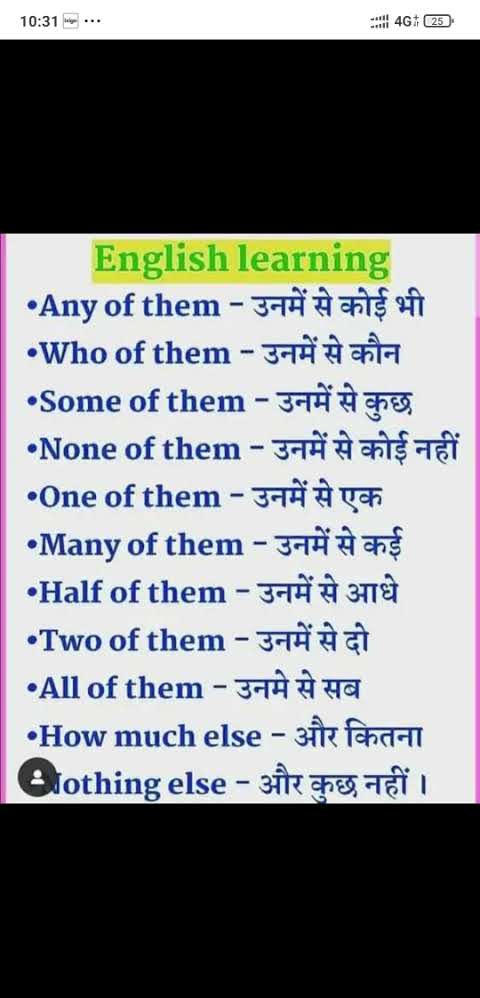 10:31 ...
4G 25
English learning
•Any of them - उनमें से कोई भी
•Who of them - उनमें से कौन
•Some of them - उनमें से कुछ
•None of them - उनमें से कोई नहीं
•One of them - उनमें से एक
•Many of them - उनमें से कई
•Half of them - उनमें से आधे
•Two of them - उनमें से दो
•All of them - उनमे से सब
•How much else - और कितना
Nothing else - और कुछ नहीं ।